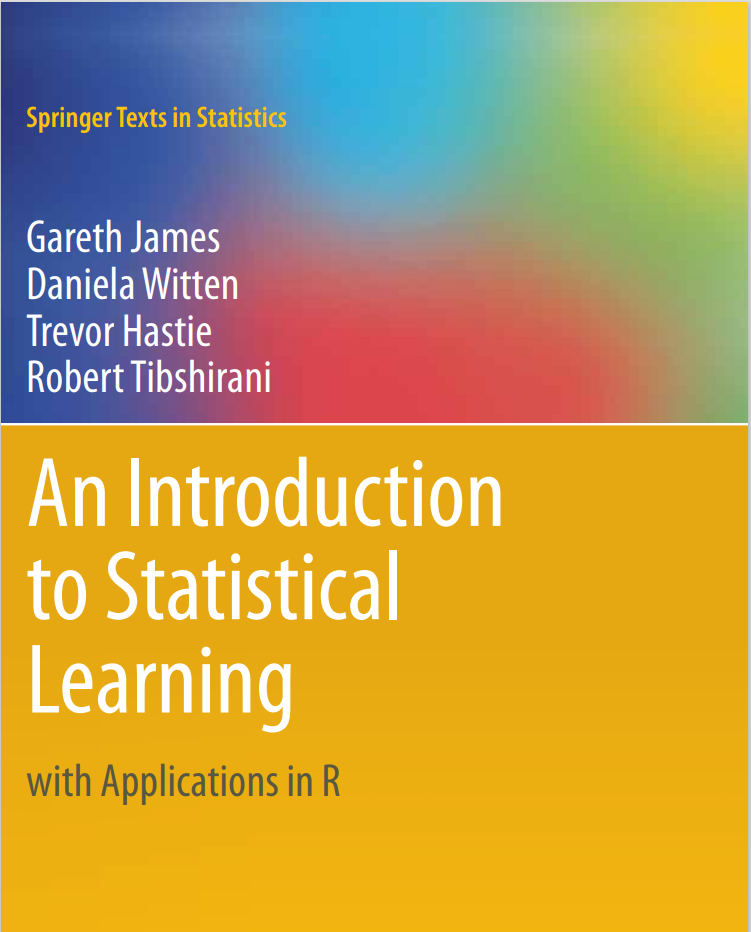 Springer Texts in Statistics
Gareth James
Daniela Witten
Trevor Hastie
Robert Tibshirani
An Introduction
to Statistical
Learning
with Applications in R